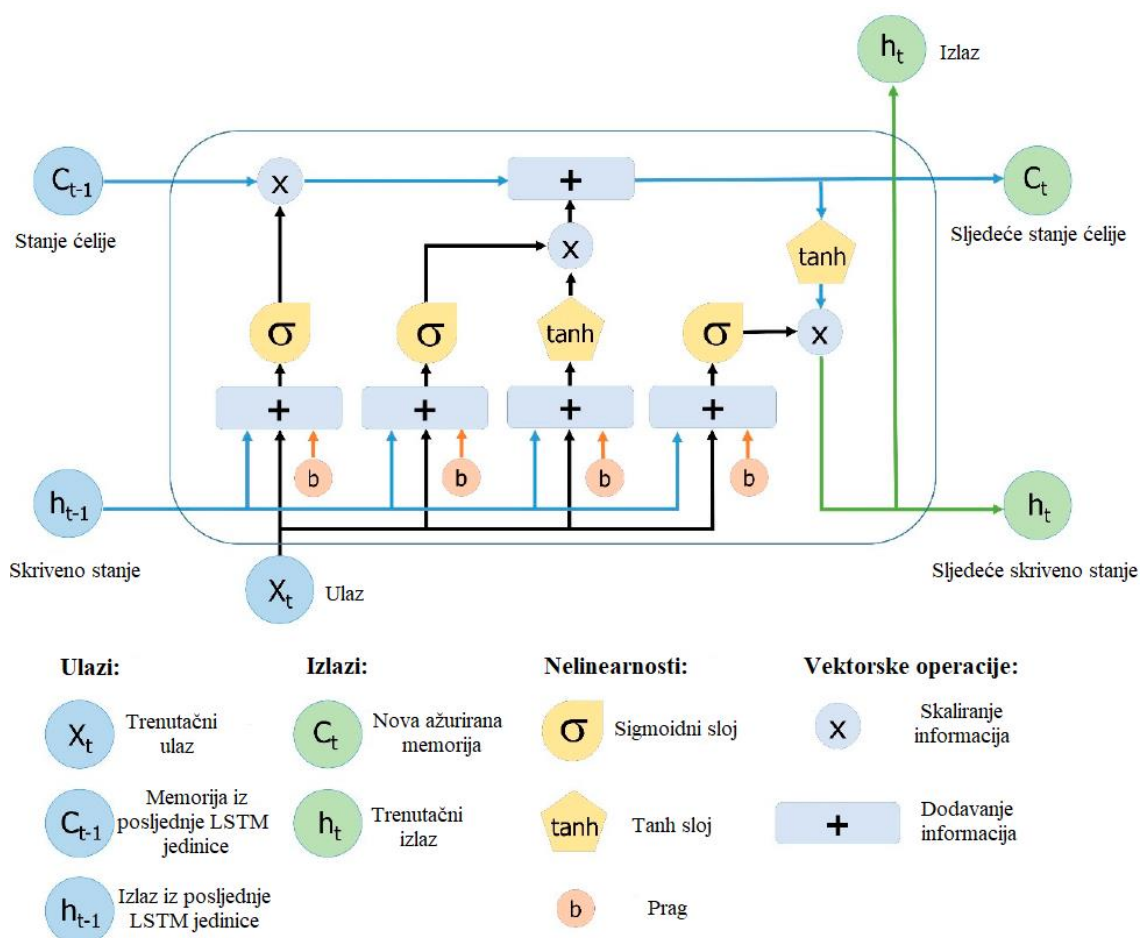 hₜ Izlaz
Cₜ₋₁ x + Cₜ
Stanje ćelije x tanh Sljedeće stanje ćelije
σ σ tanh σ x
+ + + +
b b b b
hₜ₋₁ hₜ
Skriveno stanje Sljedeće skriveno stanje
Xₜ Ulaz
Ulazi: Izlazi: Nelinearnosti: Vektorske operacije:
Xₜ Trenutačni
ulaz
Cₜ₋₁ Memorija iz
posljednje LSTM
jedinice
hₜ₋₁ Izlaz iz posljednje
LSTM jedinice
Cₜ Nova ažurirana
memorija
hₜ Trenutačni
izlaz
σ Sigmoidni sloj
tanh Tanh sloj
b Prag
x Skaliranje
informacija
+ Dodavanje
informacija